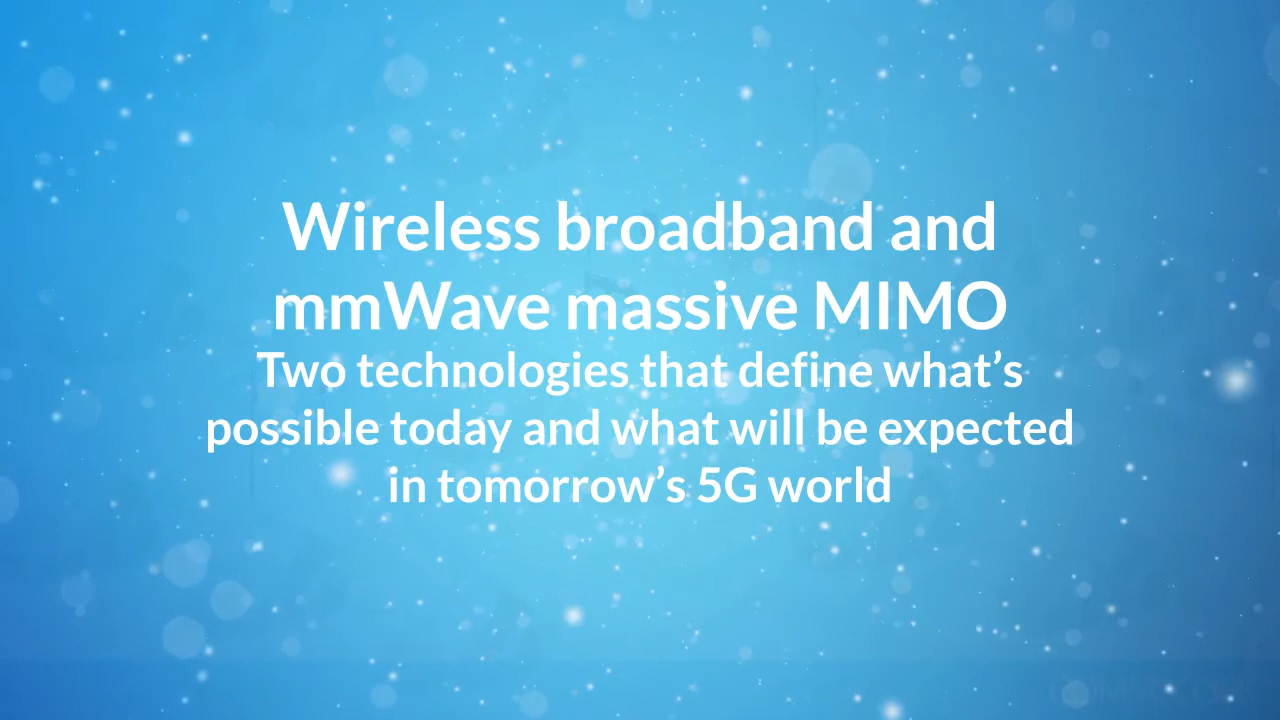 Wireless broadband and
mmWave massive MIMO
Two technologies that define what’s
possible today and what will be expected
in tomorrow’s 5G world